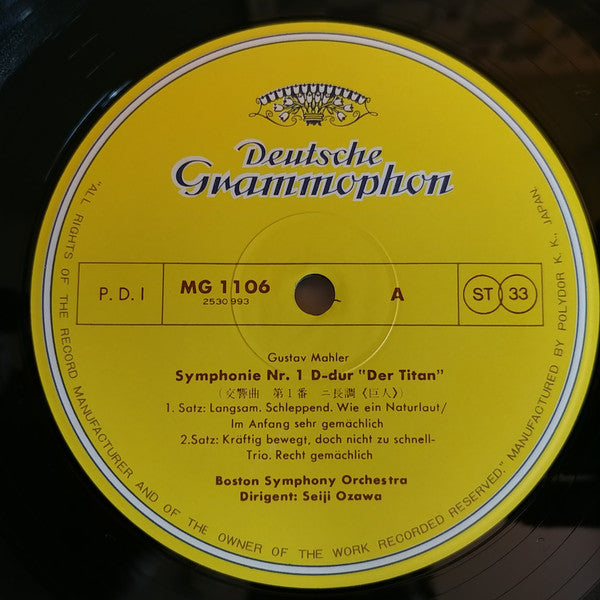 Deutsche
Grammophon
P.D.I MG 1106 A ST 33
2530 993
Gustav Mahler
Symphonie Nr. 1 D-dur "Der Titan"
(交響曲 第1番 ニ長調《巨人》)
1. Satz: Langsam. Schleppend. Wie ein Naturlaut/
Im Anfang sehr gemächlich
2.Satz: Kräftig bewegt, doch nicht zu schnell-
Trio. Recht gemächlich
Boston Symphony Orchestra
Dirigent: Seiji Ozawa
"ALL RIGHTS OF THE RECORD MANUFACTURER AND OF THE OWNER OF THE WORK RECORDED RESERVED." MANUFACTURED BY POLYDOR K. K., JAPAN.